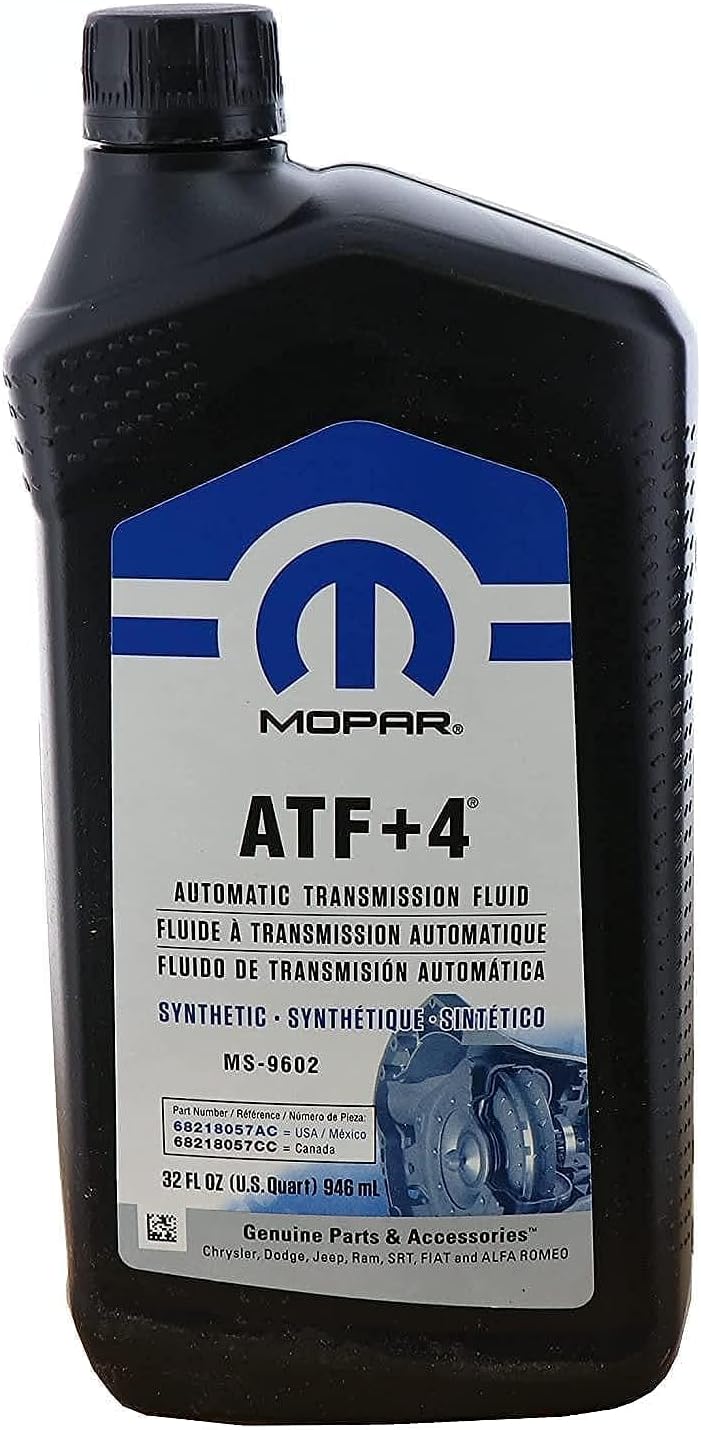 MOPAR®
ATF+4®
AUTOMATIC TRANSMISSION FLUID
FLUIDE À TRANSMISSION AUTOMATIQUE
FLUIDO DE TRANSMISIÓN AUTOMÁTICA
SYNTHETIC • SYNTHÉTIQUE • SINTÉTICO
MS-9602
Part Number / Référence / Número de Pieza:
68218057AC = USA / México
68218057CC = Canada
32 FL OZ (U.S. Quart) 946 mL
Genuine Parts & Accessories™
Chrysler, Dodge, Jeep, Ram, SRT, FIAT and ALFA ROMEO